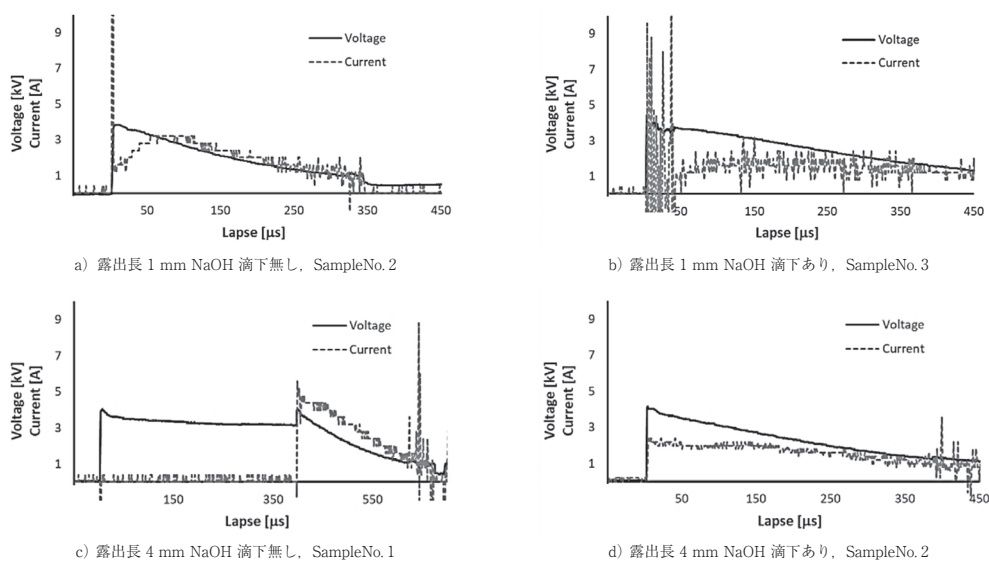 9
7
5
3
1
Voltage [kV]
Current [A]
Voltage
Current
50 150 250 350 450
Lapse [μs]
a) 露出長 1 mm NaOH 滴下無し，SampleNo. 2
9
7
5
3
1
Voltage [kV]
Current [A]
Voltage
Current
50 150 250 350 450
Lapse [μs]
b) 露出長 1 mm NaOH 滴下あり，SampleNo. 3
9
7
5
3
1
Voltage [kV]
Current [A]
Voltage
Current
150 350 550
Lapse [μs]
c) 露出長 4 mm NaOH 滴下無し，SampleNo. 1
9
7
5
3
1
Voltage [kV]
Current [A]
Voltage
Current
50 150 250 350 450
Lapse [μs]
d) 露出長 4 mm NaOH 滴下あり，SampleNo. 2